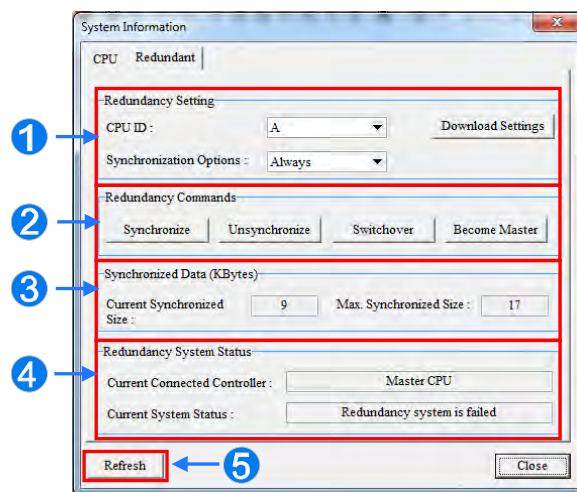 System Information
CPU Redundant
Redundancy Setting
1 CPU ID : A Download Settings
Synchronization Options : Always
Redundancy Commands
2 Synchronize Unsynchronize Switchover Become Master
Synchronized Data (KBytes)
3 Current Synchronized Size : 9 Max. Synchronized Size : 17
Redundancy System Status
4 Current Connected Controller : Master CPU
Current System Status : Redundancy system is failed
Refresh 5 Close